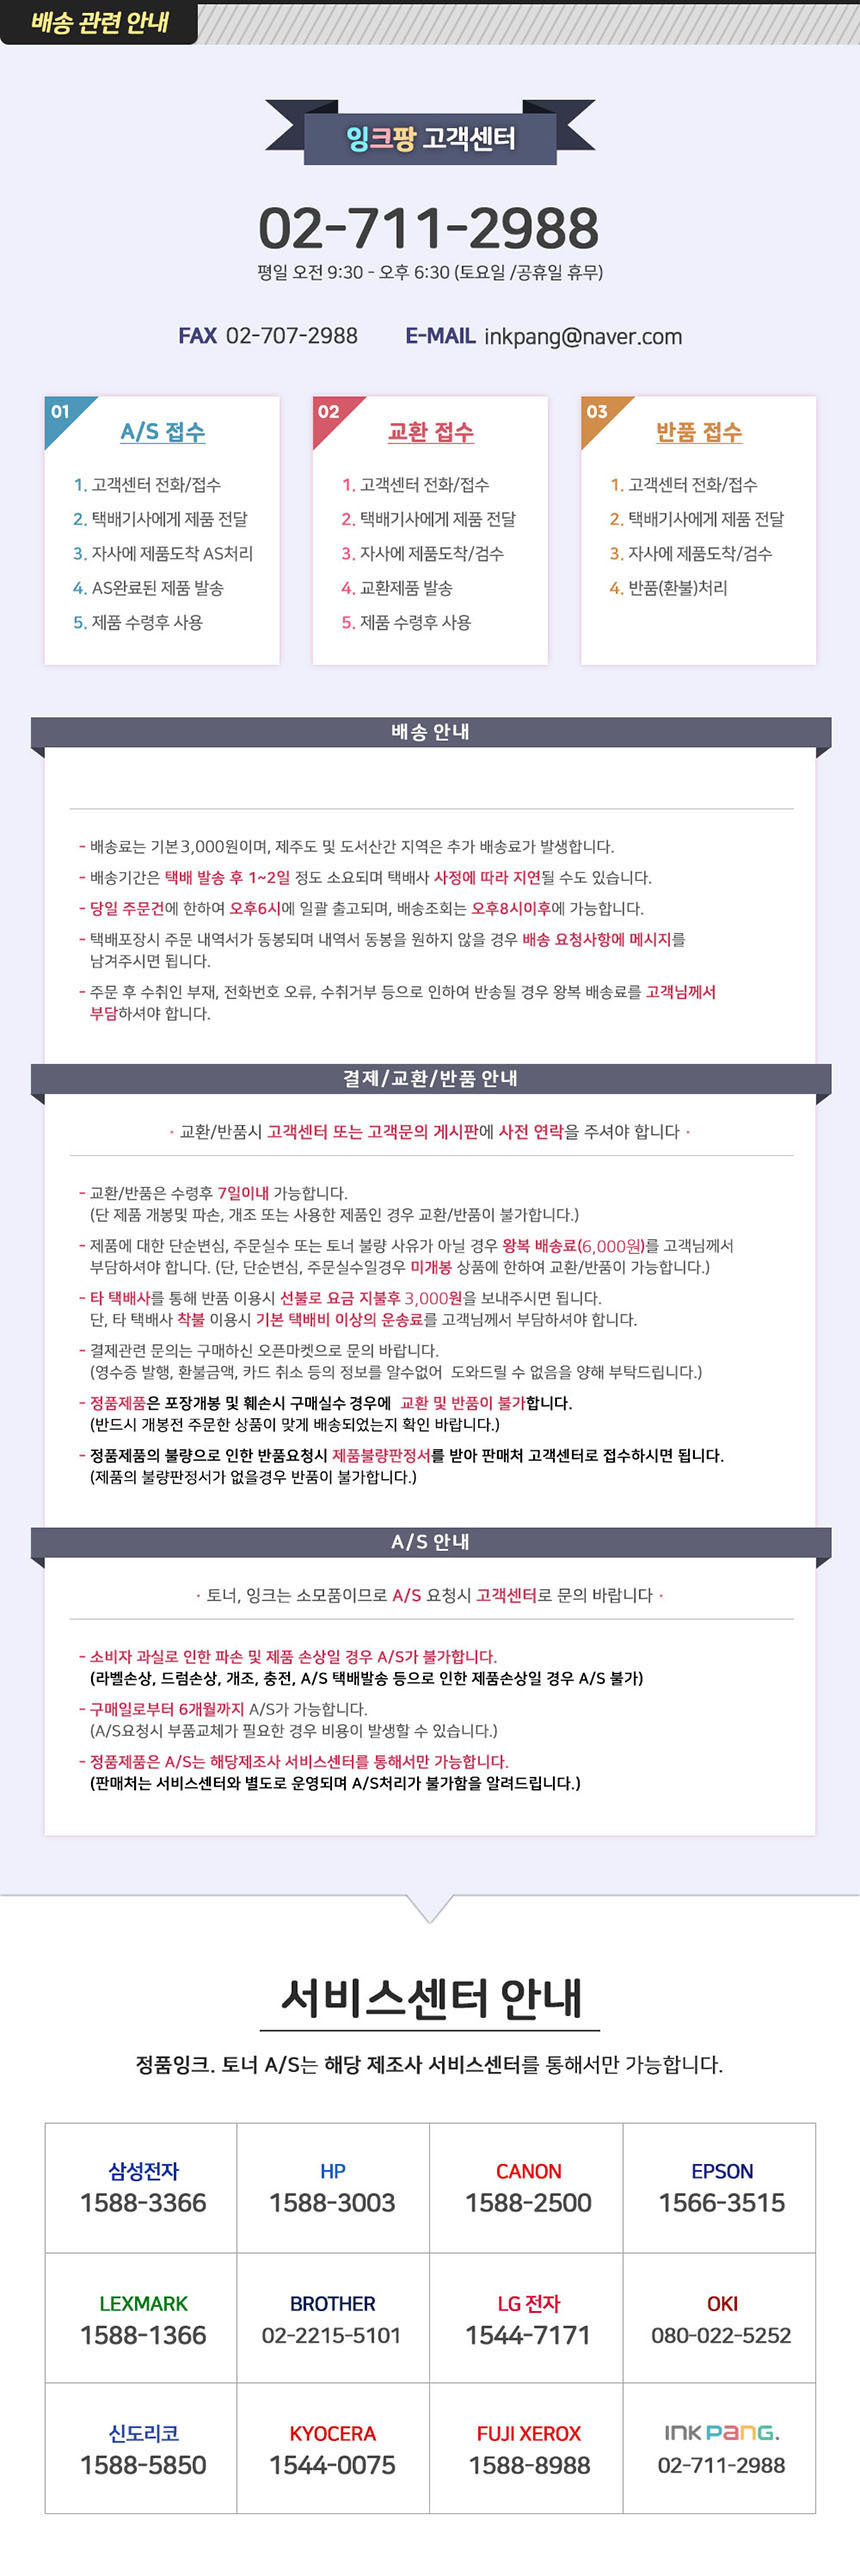 배송 관련 안내
잉크팡 고객센터
02-711-2988
평일 오전 9:30 - 오후 6:30 (토요일 /공휴일 휴무)
FAX 02-707-2988 E-MAIL inkpang@naver.com
01
A/S 접수
1. 고객센터 전화/접수
2. 택배기사에게 제품 전달
3. 자사에 제품도착 AS처리
4. AS완료된 제품 발송
5. 제품 수령후 사용
02
교환 접수
1. 고객센터 전화/접수
2. 택배기사에게 제품 전달
3. 자사에 제품도착/검수
4. 교환제품 발송
5. 제품 수령후 사용
03
반품 접수
1. 고객센터 전화/접수
2. 택배기사에게 제품 전달
3. 자사에 제품도착/검수
4. 반품(환불)처리
배송 안내
- 배송료는 기본3,000원이며, 제주도 및 도서산간 지역은 추가 배송료가 발생합니다.
- 배송기간은 택배 발송 후 1~2일 정도 소요되며 택배사 사정에 따라 지연될 수도 있습니다.
- 당일 주문건에 한하여 오후6시에 일괄 출고되며, 배송조회는 오후8시이후에 가능합니다.
- 택배포장시 주문 내역서가 동봉되며 내역서 동봉을 원하지 않을 경우 배송 요청사항에 메시지를
남겨주시면 됩니다.
- 주문 후 수취인 부재, 전화번호 오류, 수취거부 등으로 인하여 반송될 경우 왕복 배송료를 고객님께서
부담하셔야 합니다.
결제/교환/반품 안내
· 교환/반품시 고객센터 또는 고객문의 게시판에 사전 연락을 주셔야 합니다 ·
- 교환/반품은 수령후 7일이내 가능합니다.
(단 제품 개봉및 파손, 개조 또는 사용한 제품인 경우 교환/반품이 불가합니다.)
- 제품에 대한 단순변심, 주문실수 또는 토너 불량 사유가 아닐 경우 왕복 배송료(6,000원)를 고객님께서
부담하셔야 합니다. (단, 단순변심, 주문실수일경우 미개봉 상품에 한하여 교환/반품이 가능합니다.)
- 타 택배사를 통해 반품 이용시 선불로 요금 지불후 3,000원을 보내주시면 됩니다.
단, 타 택배사 착불 이용시 기본 택배비 이상의 운송료를 고객님께서 부담하셔야 합니다.
- 결제관련 문의는 구매하신 오픈마켓으로 문의 바랍니다.
(영수증 발행, 환불금액, 카드 취소 등의 정보를 알수없어 도와드릴 수 없음을 양해 부탁드립니다.)
- 정품제품은 포장개봉 및 훼손시 구매실수 경우에 교환 및 반품이 불가합니다.
(반드시 개봉전 주문한 상품이 맞게 배송되었는지 확인 바랍니다.)
- 정품제품의 불량으로 인한 반품요청시 제품불량판정서를 받아 판매처 고객센터로 접수하시면 됩니다.
(제품의 불량판정서가 없을경우 반품이 불가합니다.)
A/S 안내
· 토너, 잉크는 소모품이므로 A/S 요청시 고객센터로 문의 바랍니다 ·
- 소비자 과실로 인한 파손 및 제품 손상일 경우 A/S가 불가합니다.
(라벨손상, 드럼손상, 개조, 충전, A/S 택배발송 등으로 인한 제품손상일 경우 A/S 불가)
- 구매일로부터 6개월까지 A/S가 가능합니다.
(A/S요청시 부품교체가 필요한 경우 비용이 발생할 수 있습니다.)
- 정품제품은 A/S는 해당제조사 서비스센터를 통해서만 가능합니다.
(판매처는 서비스센터와 별도로 운영되며 A/S처리가 불가함을 알려드립니다.)
서비스센터 안내
정품잉크. 토너 A/S는 해당 제조사 서비스센터를 통해서만 가능합니다.
삼성전자 HP CANON EPSON
1588-3366 1588-3003 1588-2500 1566-3515
LEXMARK BROTHER LG 전자 OKI
1588-1366 02-2215-5101 1544-7171 080-022-5252
신도리코 KYOCERA FUJI XEROX INK PANG.
1588-5850 1544-0075 1588-8988 02-711-2988